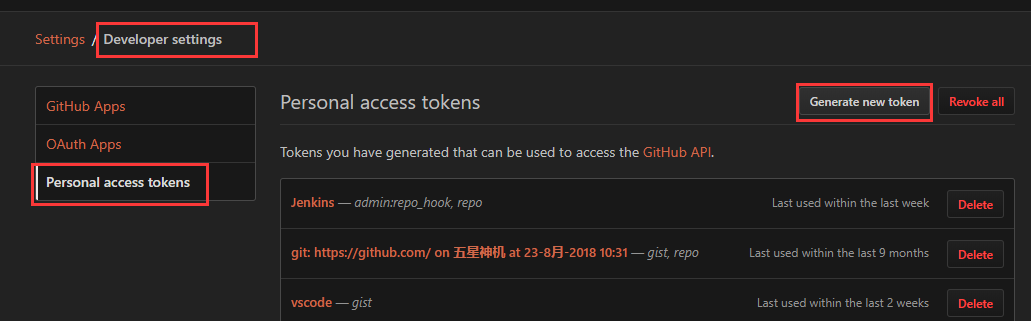 Settings / Developer settings
GitHub Apps
OAuth Apps
Personal access tokens
Personal access tokens
Generate new token
Revoke all
Tokens you have generated that can be used to access the GitHub API.
Jenkins — admin:repo_hook, repo
Last used within the last week
Delete
git: https://github.com/ on 五星神机 at 23-8月-2018 10:31 — gist, repo
Last used within the last 9 months
Delete
vscode — gist
Last used within the last 2 weeks
Delete